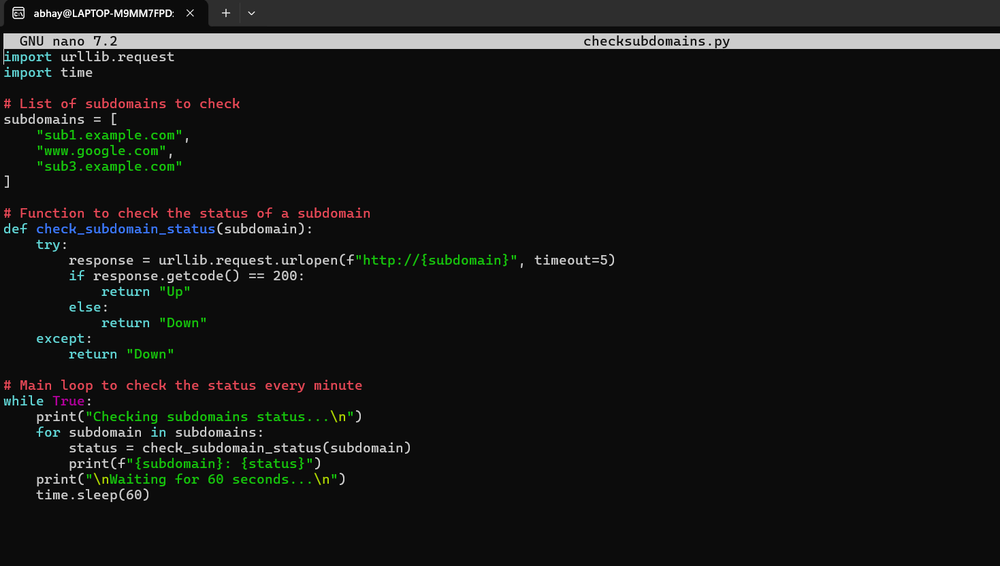 abhay@LAPTOP-M9MM7FPD:
GNU nano 7.2 checksubdomains.py
import urllib.request
import time

# List of subdomains to check
subdomains = [
    "sub1.example.com",
    "www.google.com",
    "sub3.example.com"
]

# Function to check the status of a subdomain
def check_subdomain_status(subdomain):
    try:
        response = urllib.request.urlopen(f"http://{subdomain}", timeout=5)
        if response.getcode() == 200:
            return "Up"
        else:
            return "Down"
    except:
        return "Down"

# Main loop to check the status every minute
while True:
    print("Checking subdomains status...\n")
    for subdomain in subdomains:
        status = check_subdomain_status(subdomain)
        print(f"{subdomain}: {status}")
    print("\nWaiting for 60 seconds...\n")
    time.sleep(60)